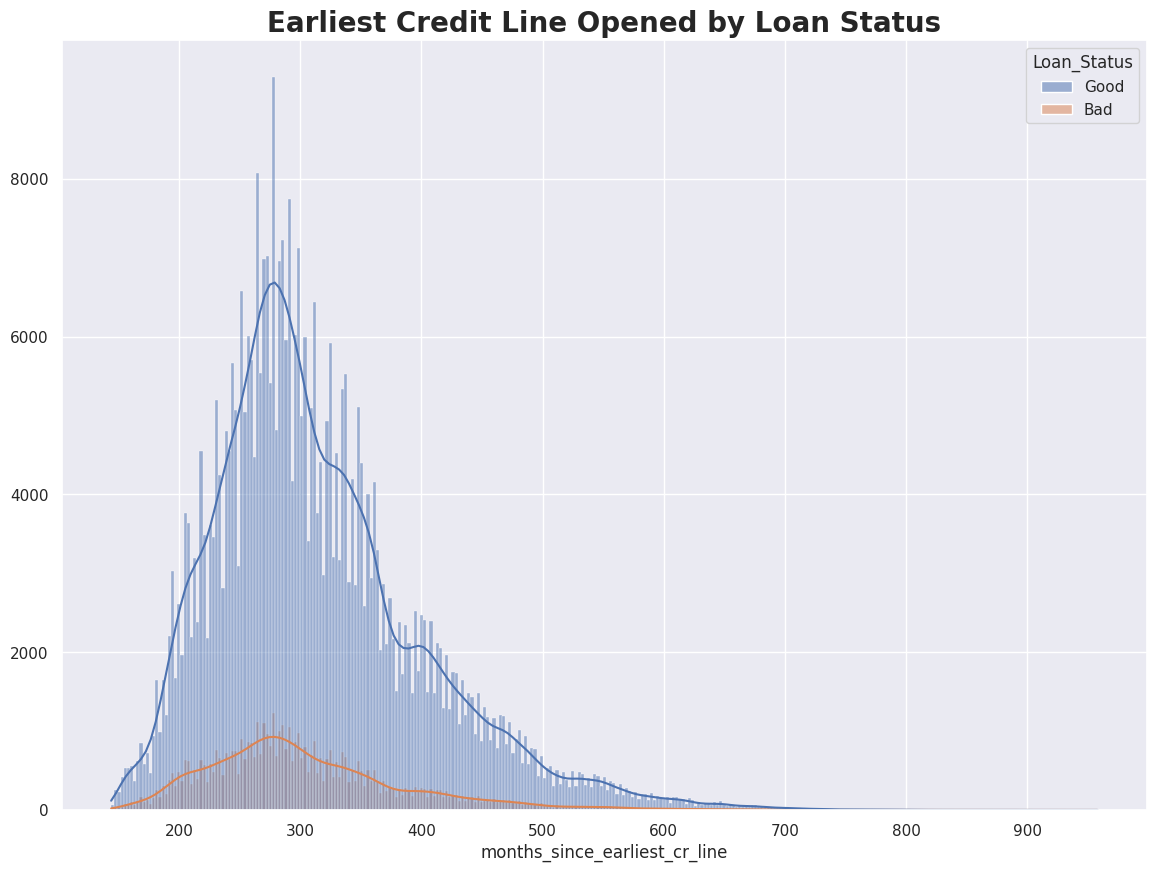 Earliest Credit Line Opened by Loan Status
Loan_Status
Good
Bad
8000
6000
4000
2000
0
200 300 400 500 600 700 800 900
months_since_earliest_cr_line